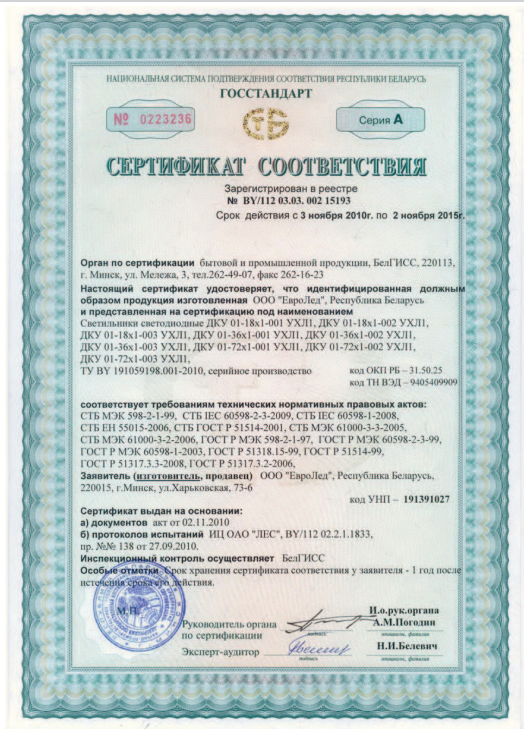 НАЦИОНАЛЬНАЯ СИСТЕМА ПОДТВЕРЖДЕНИЯ СООТВЕТСТВИЯ РЕСПУБЛИКИ БЕЛАРУСЬ
ГОССТАНДАРТ
№ 0223236
СТБ
Серия А
СЕРТИФИКАТ СООТВЕТСТВИЯ
Зарегистрирован в реестре
№ BY/112 03.03. 002 15193
Срок действия с 3 ноября 2010г. по 2 ноября 2015г.
Орган по сертификации бытовой и промышленной продукции, БелГИСС, 220113,
г. Минск, ул. Мележа, 3, тел.262-49-07, факс 262-16-23
Настоящий сертификат удостоверяет, что идентифицированная должным
образом продукция изготовленная ООО "ЕвроЛед", Республика Беларусь
и представленная на сертификацию под наименованием
Светильники светодиодные ДКУ 01-18х1-001 УХЛ1, ДКУ 01-18х1-002 УХЛ1,
ДКУ 01-18х1-003 УХЛ1, ДКУ 01-36х1-001 УХЛ1, ДКУ 01-36х1-002 УХЛ1,
ДКУ 01-36х1-003 УХЛ1, ДКУ 01-72х1-001 УХЛ1, ДКУ 01-72х1-002 УХЛ1,
ДКУ 01-72х1-003 УХЛ1,
ТУ BY 191059198.001-2010, серийное производство код ОКП РБ – 31.50.25
код ТН ВЭД – 9405409909
соответствует требованиям технических нормативных правовых актов:
СТБ МЭК 598-2-1-99, СТБ IEC 60598-2-3-2009, СТБ IEC 60598-1-2008,
СТБ ЕН 55015-2006, СТБ ГОСТ Р 51514-2001, СТБ МЭК 61000-3-3-2005,
СТБ МЭК 61000-3-2-2006, ГОСТ Р МЭК 598-2-1-97, ГОСТ Р МЭК 60598-2-3-99,
ГОСТ Р МЭК 60598-1-2003, ГОСТ Р 51318.15-99, ГОСТ Р 51514-99,
ГОСТ Р 51317.3.3-2008, ГОСТ Р 51317.3.2-2006,
Заявитель (изготовитель, продавец) ООО "ЕвроЛед", Республика Беларусь,
220015, г.Минск, ул.Харьковская, 73-6
код УНП – 191391027
Сертификат выдан на основании:
а) документов акт от 02.11.2010
б) протоколов испытаний ИЦ ОАО "ЛЕС", BY/112 02.2.1.1833,
пр. №№ 138 от 27.09.2010.
Инспекционный контроль осуществляет БелГИСС
Особые отметки Срок хранения сертификата соответствия у заявителя - 1 год после
истечения срока его действия.
М.П.
Руководитель органа
по сертификации
подпись
И.о.рук.органа
А.М.Погодин
инициалы, фамилия
Эксперт-аудитор
подпись
Н.И.Белевич
инициалы, фамилия